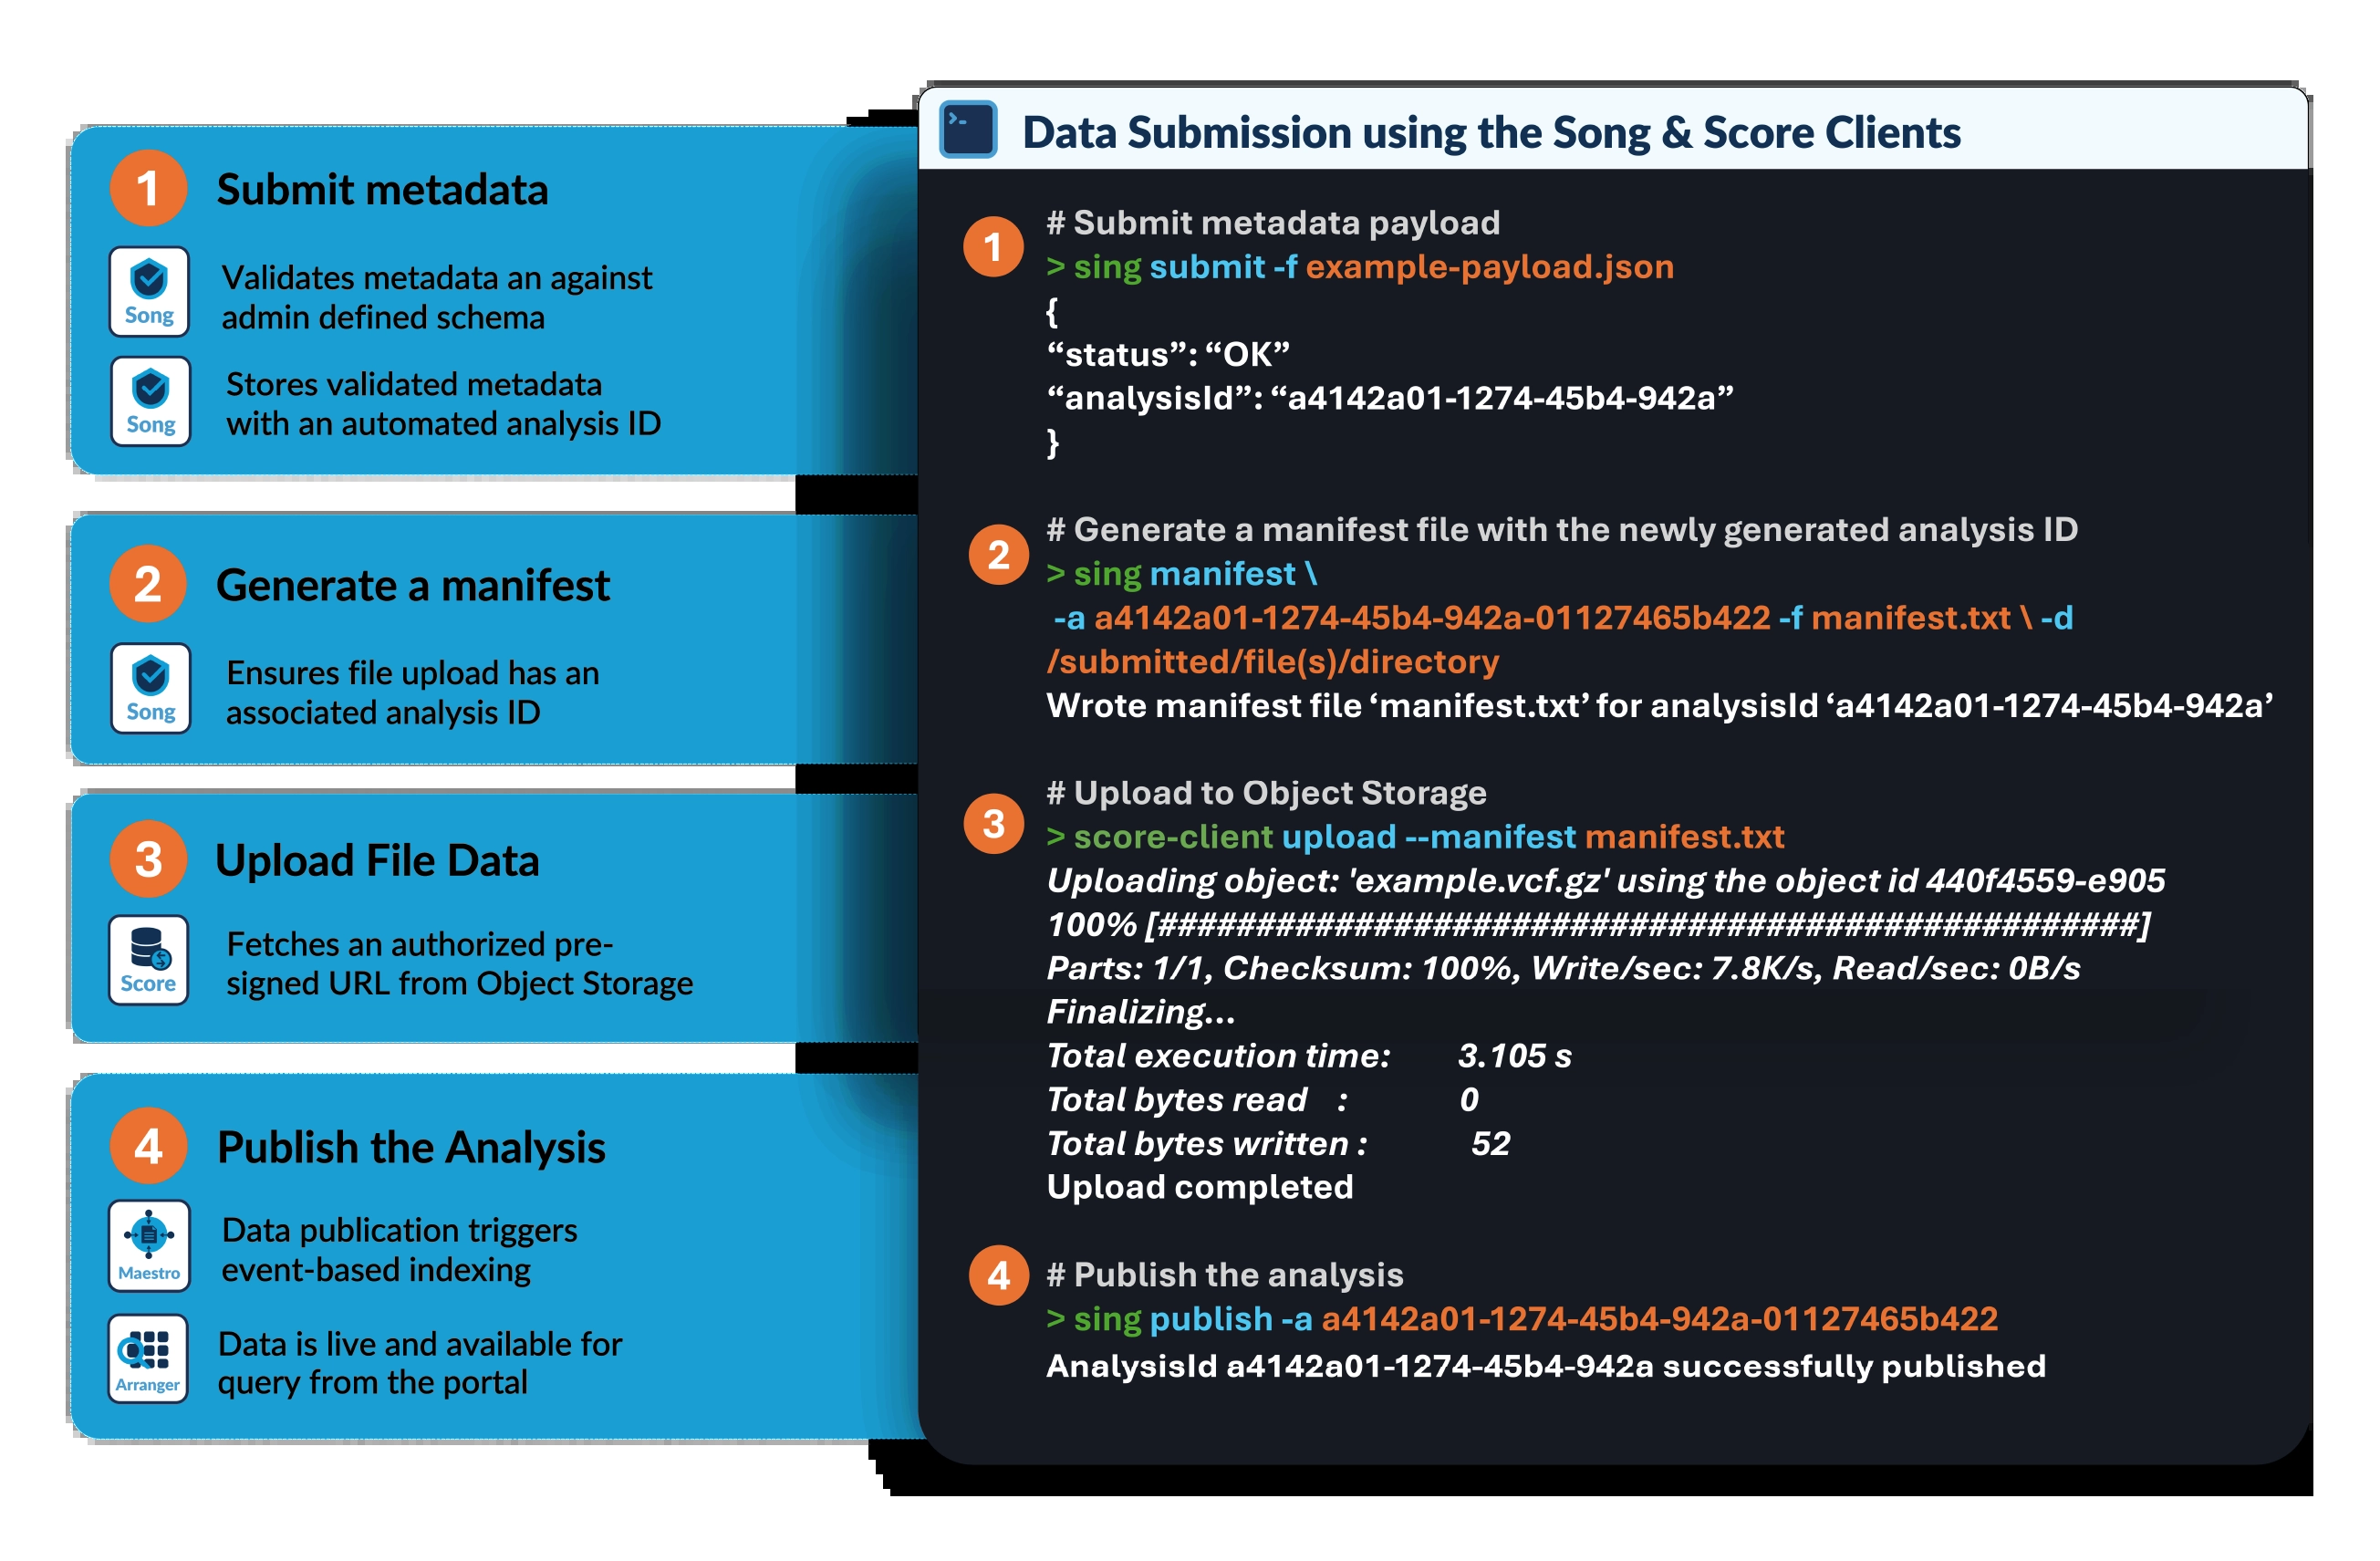 1 Submit metadata
Song
Validates metadata an against
admin defined schema
Song
Stores validated metadata
with an automated analysis ID
2 Generate a manifest
Song
Ensures file upload has an
associated analysis ID
3 Upload File Data
Score
Fetches an authorized pre-
signed URL from Object Storage
4 Publish the Analysis
Maestro
Data publication triggers
event-based indexing
Arranger
Data is live and available for
query from the portal
>- Data Submission using the Song & Score Clients
1 # Submit metadata payload
> sing submit -f example-payload.json
{
“status”: “OK”
“analysisId”: “a4142a01-1274-45b4-942a”
}
2 # Generate a manifest file with the newly generated analysis ID
> sing manifest \
-a a4142a01-1274-45b4-942a-01127465b422 -f manifest.txt \ -d
/submitted/file(s)/directory
Wrote manifest file ‘manifest.txt’ for analysisId ‘a4142a01-1274-45b4-942a’
3 # Upload to Object Storage
> score-client upload --manifest manifest.txt
Uploading object: 'example.vcf.gz' using the object id 440f4559-e905
100% [##################################################]
Parts: 1/1, Checksum: 100%, Write/sec: 7.8K/s, Read/sec: 0B/s
Finalizing...
Total execution time: 3.105 s
Total bytes read : 0
Total bytes written : 52
Upload completed
4 # Publish the analysis
> sing publish -a a4142a01-1274-45b4-942a-01127465b422
AnalysisId a4142a01-1274-45b4-942a successfully published